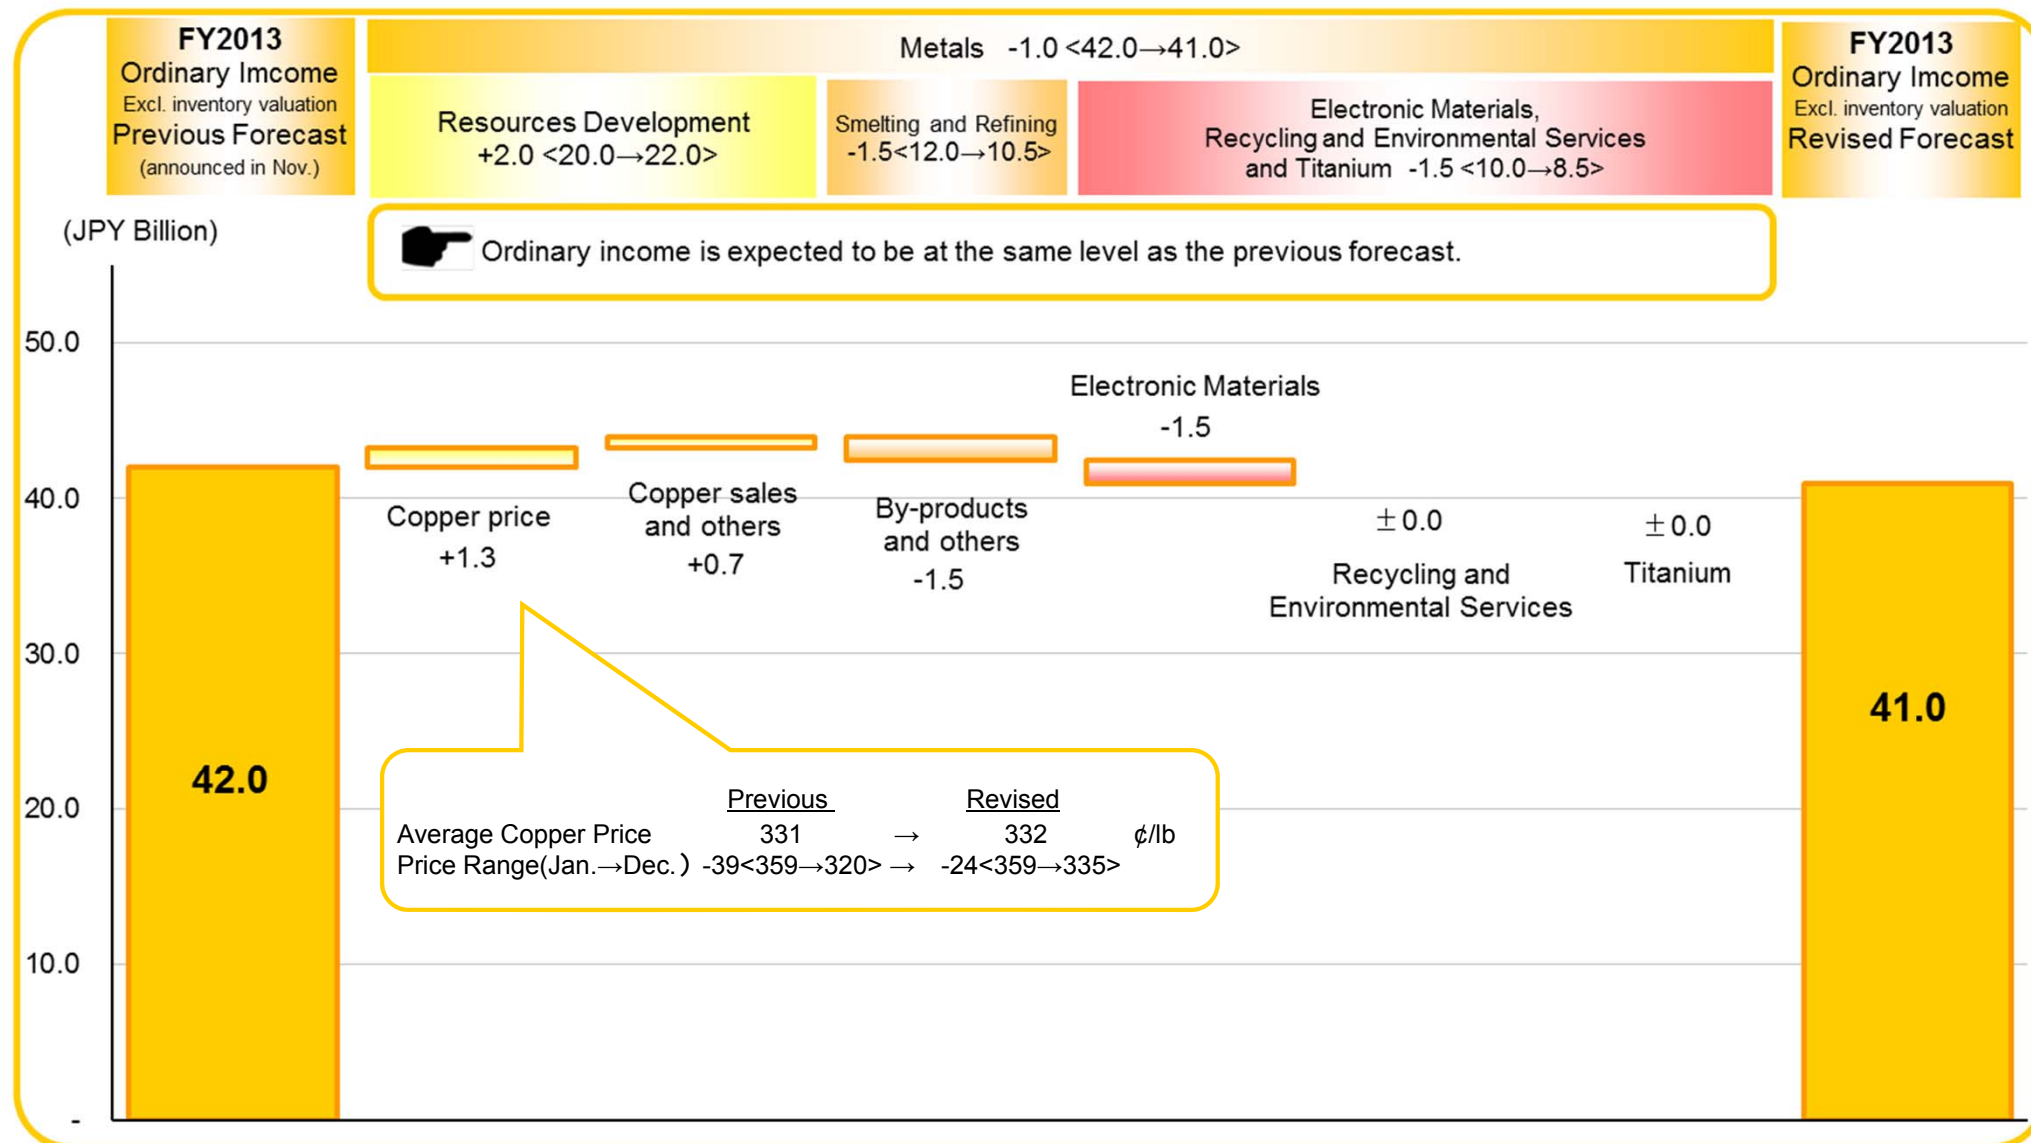 FY2013
Ordinary Imcome
Excl. inventory valuation
Previous Forecast
(announced in Nov.)
Metals -1.0 <42.0→41.0>
Resources Development
+2.0 <20.0→22.0>
Smelting and Refining
-1.5<12.0→10.5>
Electronic Materials,
Recycling and Environmental Services
and Titanium -1.5 <10.0→8.5>
FY2013
Ordinary Imcome
Excl. inventory valuation
Revised Forecast
(JPY Billion)
Ordinary income is expected to be at the same level as the previous forecast.
50.0
40.0
30.0
20.0
10.0
-
42.0
Copper price
+1.3
Copper sales
and others
+0.7
By-products
and others
-1.5
Electronic Materials
-1.5
±0.0
Recycling and
Environmental Services
±0.0
Titanium
41.0
Previous Revised
Average Copper Price 331 → 332 ¢/lb
Price Range(Jan.→Dec.) -39<359→320> → -24<359→335>